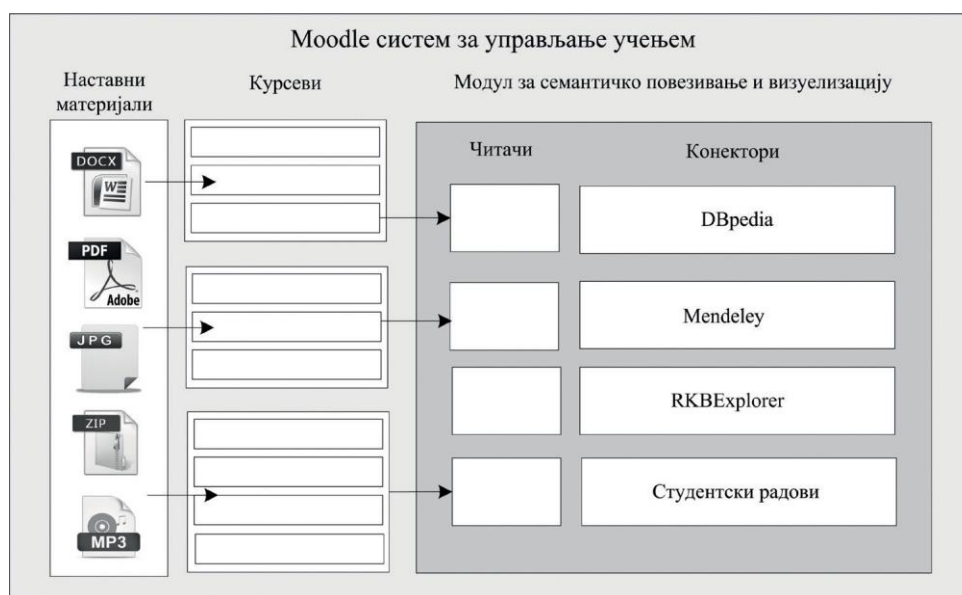 Moodle систем за управљање учењем
Наставни
материјали
Курсеви
Модул за семантичко повезивање и визуелизацију
DOCX
W
PDF
Adobe
JPG
ZIP
MP3
Читачи
Конектори
DBpedia
Mendeley
RKBExplorer
Студентски радови